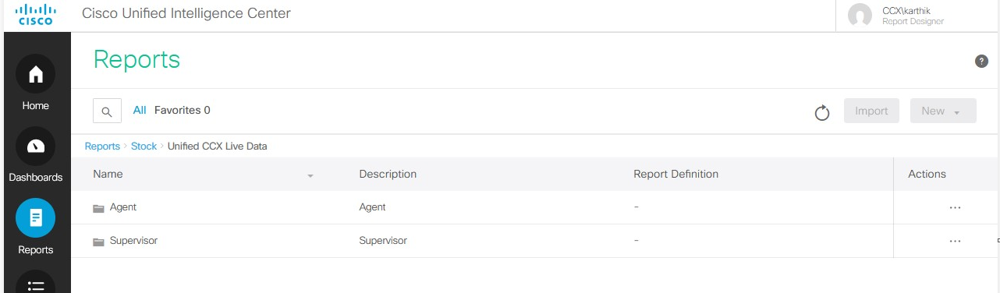 CISCO
Cisco Unified Intelligence Center
CCX\karthik
Report Designer
Reports
?
Home
All Favorites 0
Import
New
Reports > Stock > Unified CCX Live Data
Dashboards
Name Description Report Definition Actions
Agent Agent - ...
Supervisor Supervisor - ...
Reports